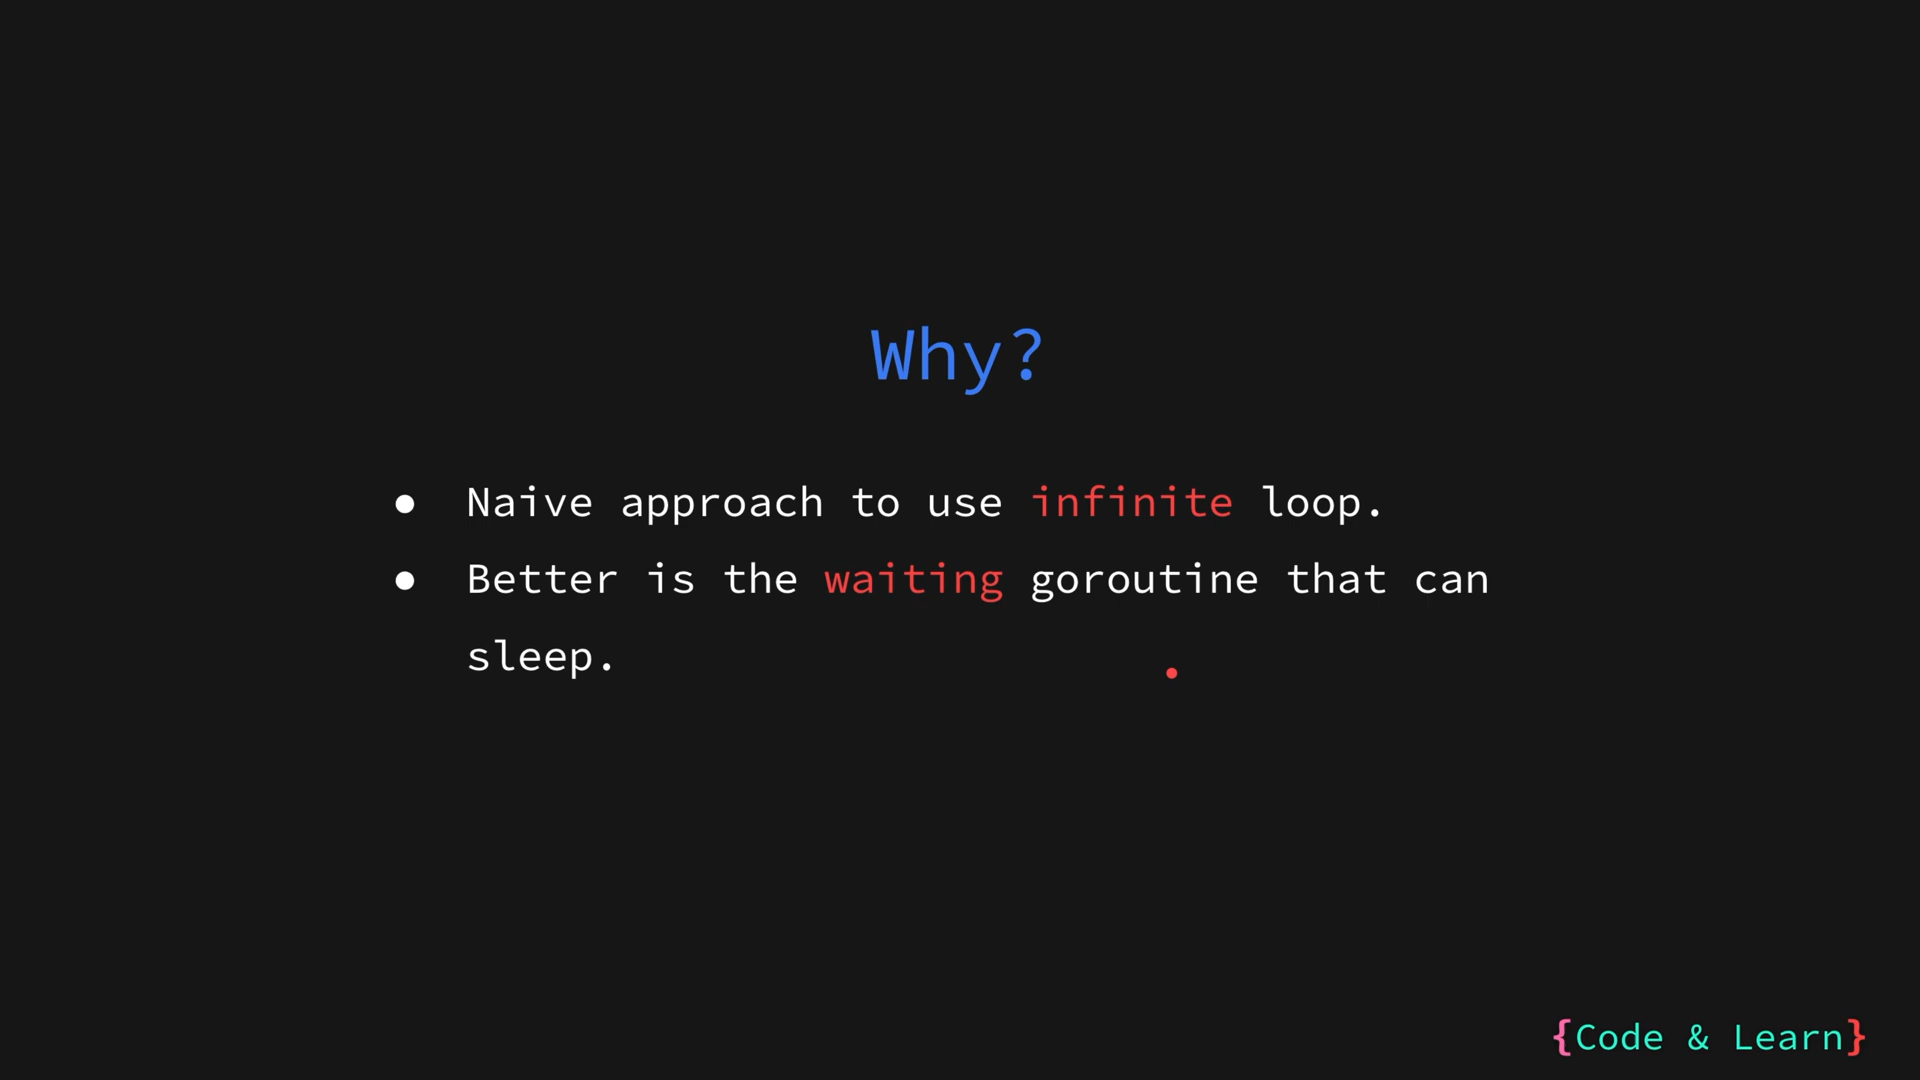 Why?
● Naive approach to use infinite loop.
● Better is the waiting goroutine that can
sleep.
{Code & Learn}